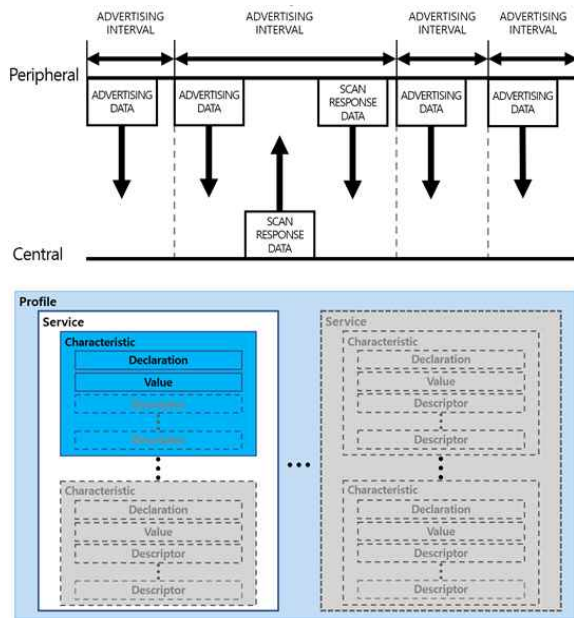 ADVERTISING INTERVAL
ADVERTISING INTERVAL
ADVERTISING INTERVAL
ADVERTISING INTERVAL
Peripheral
ADVERTISING DATA
ADVERTISING DATA
SCAN RESPONSE DATA
ADVERTISING DATA
ADVERTISING DATA
SCAN RESPONSE DATA
Central
Profile
Service
Characteristic
Declaration
Value
Descriptor
Descriptor
Characteristic
Declaration
Value
Descriptor
Descriptor
Service
Characteristic
Declaration
Value
Descriptor
Descriptor
Characteristic
Declaration
Value
Descriptor
Descriptor